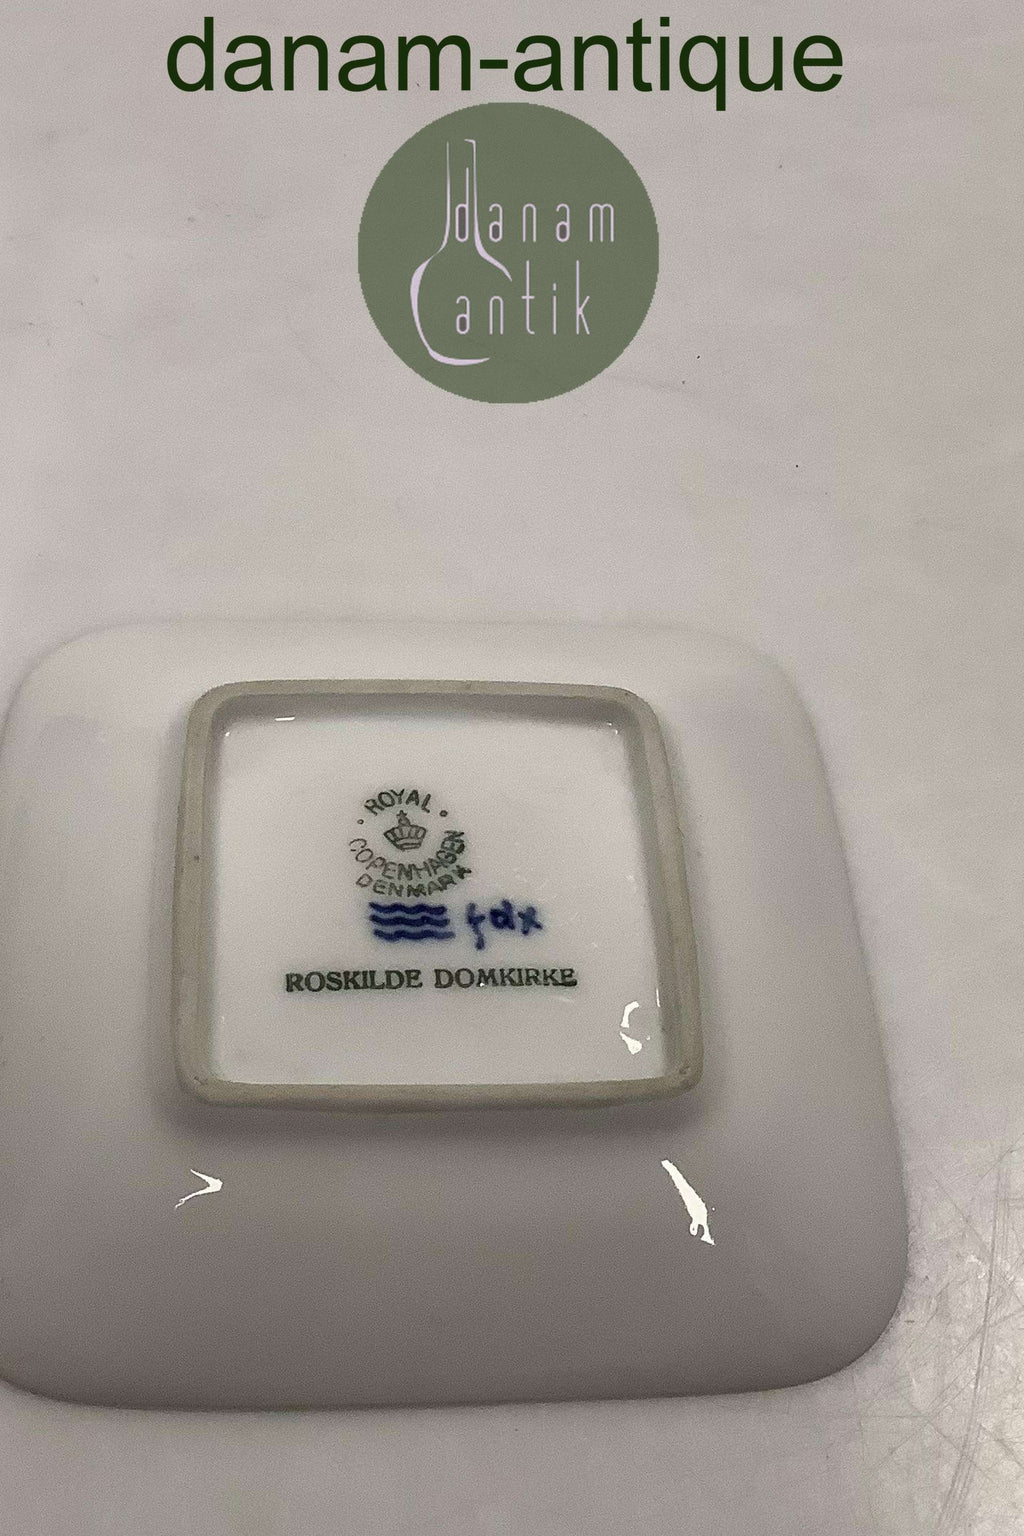 danam-antique
danam
antik
ROYAL
COPENHAGEN
DENMARK
ROSKILDE DOMKIRKE